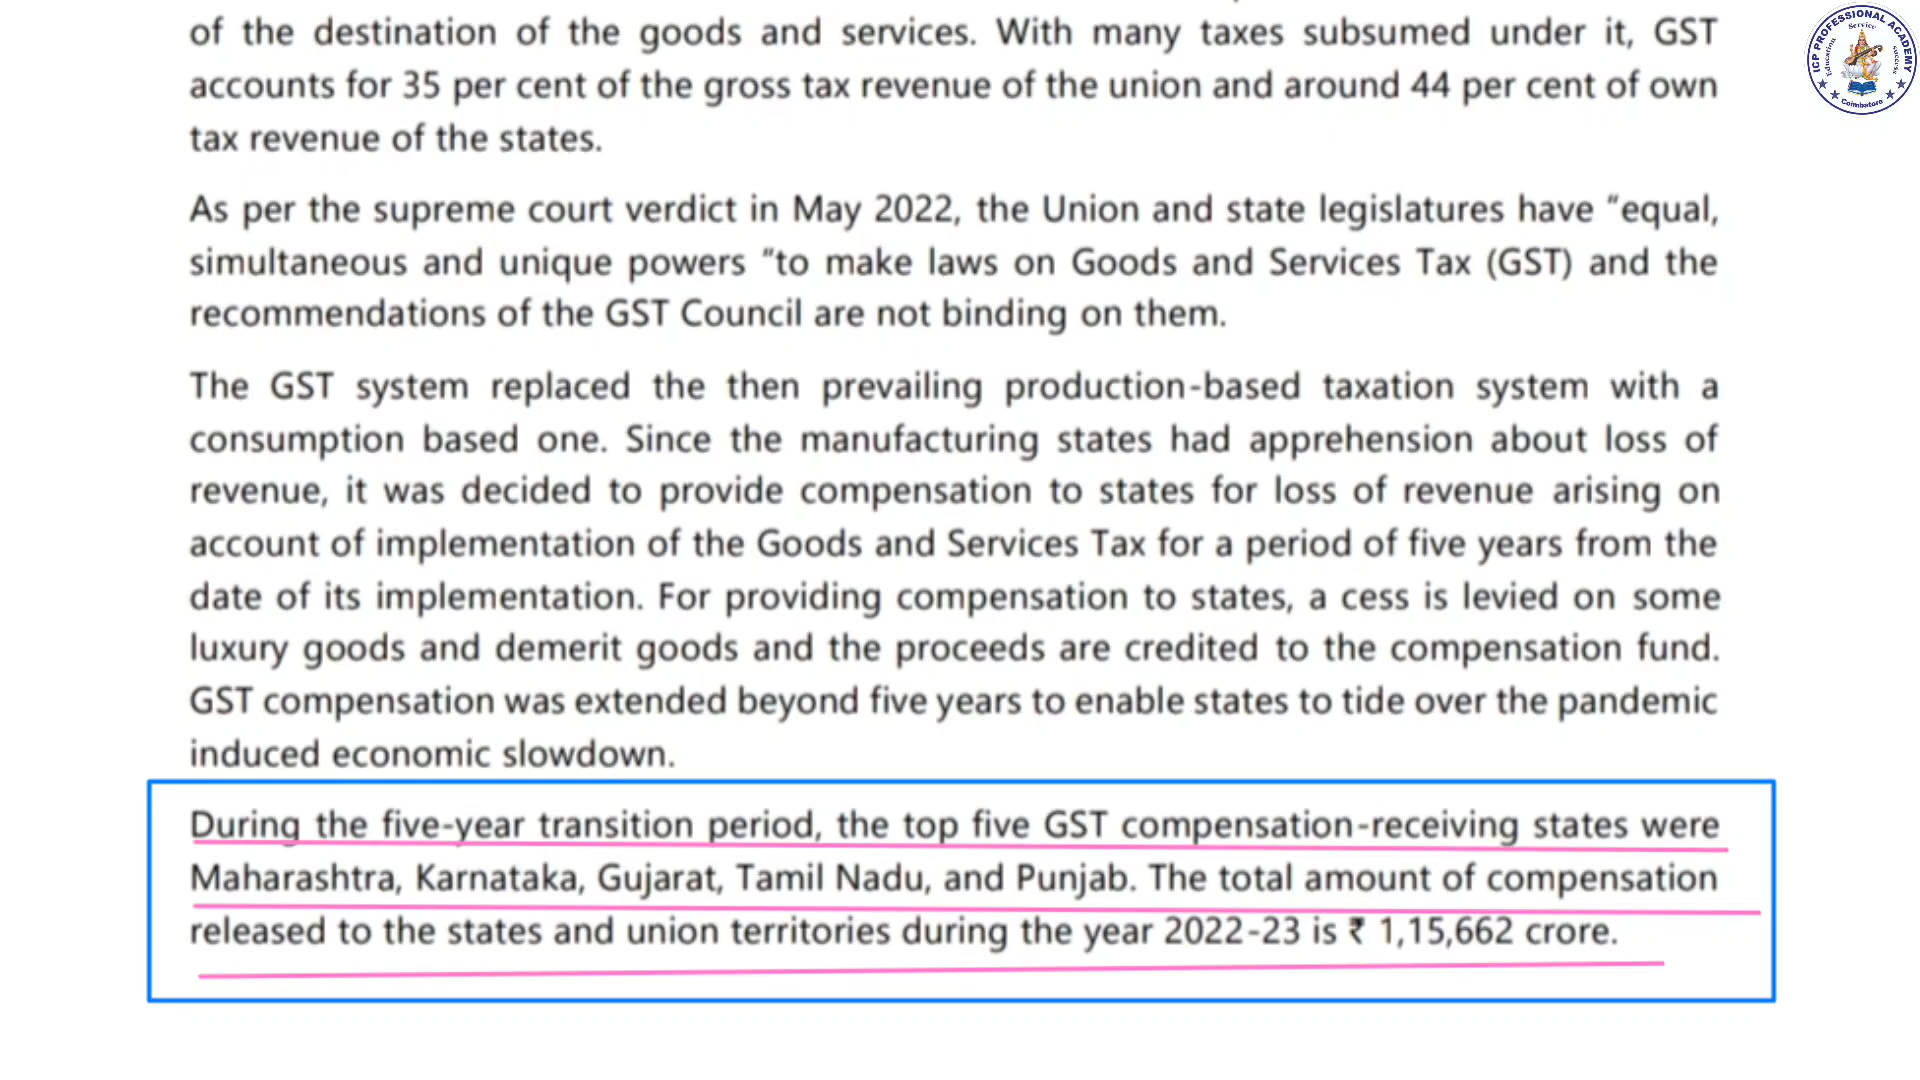 of the destination of the goods and services. With many taxes subsumed under it, GST
accounts for 35 per cent of the gross tax revenue of the union and around 44 per cent of own
tax revenue of the states.
As per the supreme court verdict in May 2022, the Union and state legislatures have “equal,
simultaneous and unique powers “to make laws on Goods and Services Tax (GST) and the
recommendations of the GST Council are not binding on them.
The GST system replaced the then prevailing production-based taxation system with a
consumption based one. Since the manufacturing states had apprehension about loss of
revenue, it was decided to provide compensation to states for loss of revenue arising on
account of implementation of the Goods and Services Tax for a period of five years from the
date of its implementation. For providing compensation to states, a cess is levied on some
luxury goods and demerit goods and the proceeds are credited to the compensation fund.
GST compensation was extended beyond five years to enable states to tide over the pandemic
induced economic slowdown.
During the five-year transition period, the top five GST compensation-receiving states were
Maharashtra, Karnataka, Gujarat, Tamil Nadu, and Punjab. The total amount of compensation
released to the states and union territories during the year 2022-23 is ₹ 1,15,662 crore.
ICP PROFESSIONAL ACADEMY
Service
Education
success
Coimbatore